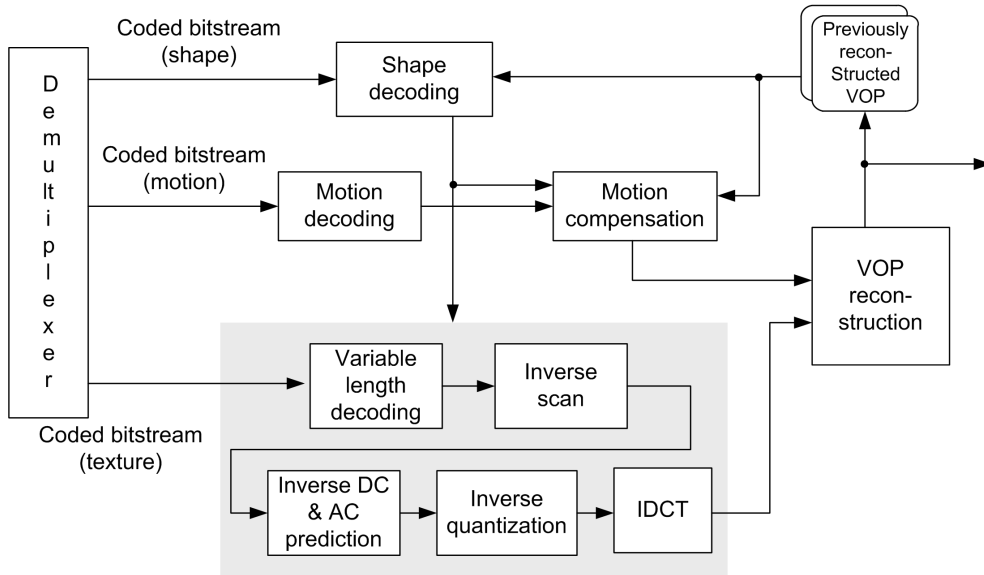 Coded bitstream
(shape)
Demultiplexer
Shape
decoding
Previously
recon-
Structed
VOP
Coded bitstream
(motion)
Motion
decoding
Motion
compensation
VOP
recon-
struction
Variable
length
decoding
Inverse
scan
Coded bitstream
(texture)
Inverse DC
& AC
prediction
Inverse
quantization
IDCT